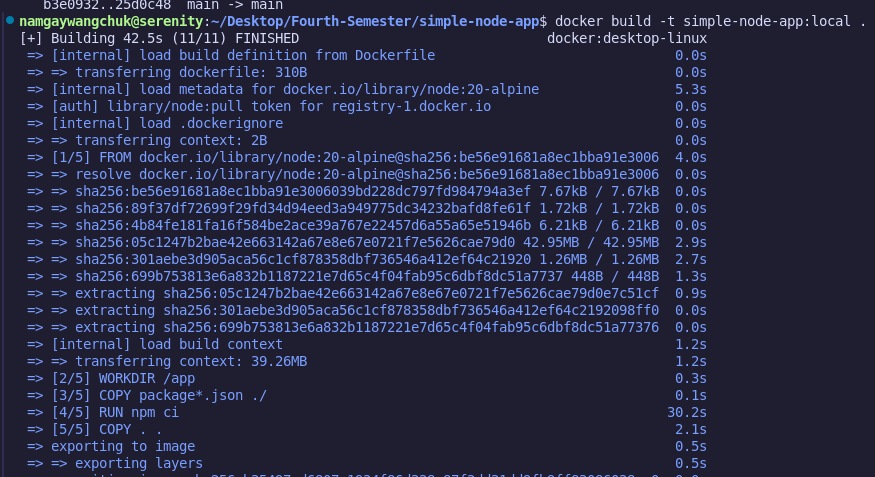 b3e0932..25d0c48  main -> main
namgaywangchuk@serenity:~/Desktop/Fourth-Semester/simple-node-app$ docker build -t simple-node-app:local .
[+] Building 42.5s (11/11) FINISHED                               docker:desktop-linux
=> [internal] load build definition from Dockerfile                              0.0s
=> => transferring dockerfile: 310B                                              0.0s
=> [internal] load metadata for docker.io/library/node:20-alpine                 5.3s
=> [auth] library/node:pull token for registry-1.docker.io                       0.0s
=> [internal] load .dockerignore                                                 0.0s
=> => transferring context: 2B                                                   0.0s
=> [1/5] FROM docker.io/library/node:20-alpine@sha256:be56e91681a8ec1bba91e3006  4.0s
=> => resolve docker.io/library/node:20-alpine@sha256:be56e91681a8ec1bba91e3006  0.0s
=> => sha256:be56e91681a8ec1bba91e3006039bd228dc797fd984794a3ef 7.67kB / 7.67kB  0.0s
=> => sha256:89f37df72699f29fd34d94eed3a949775dc34232bafd8fe61f 1.72kB / 1.72kB  0.0s
=> => sha256:4b84fe181fa16f584be2ace39a767e22457d6a55a65e51946b 6.21kB / 6.21kB  0.0s
=> => sha256:05c1247b2bae42e663142a67e8e67e0721f7e5626cae79d0 42.95MB / 42.95MB  2.9s
=> => sha256:301aebe3d905aca56c1cf878358dbf736546a412ef64c21920 1.26MB / 1.26MB  2.7s
=> => sha256:699b753813e6a832b1187221e7d65c4f04fab95c6dbf8dc51a7737 448B / 448B  1.3s
=> => extracting sha256:05c1247b2bae42e663142a67e8e67e0721f7e5626cae79d0e7c51cf  0.9s
=> => extracting sha256:301aebe3d905aca56c1cf878358dbf736546a412ef64c2192098ff0  0.0s
=> => extracting sha256:699b753813e6a832b1187221e7d65c4f04fab95c6dbf8dc51a77376  0.0s
=> [internal] load build context                                                 1.2s
=> => transferring context: 39.26MB                                              1.2s
=> [2/5] WORKDIR /app                                                            0.3s
=> [3/5] COPY package*.json ./                                                   0.1s
=> [4/5] RUN npm ci                                                             30.2s
=> [5/5] COPY . .                                                                2.1s
=> exporting to image                                                            0.5s
=> => exporting layers                                                           0.5s